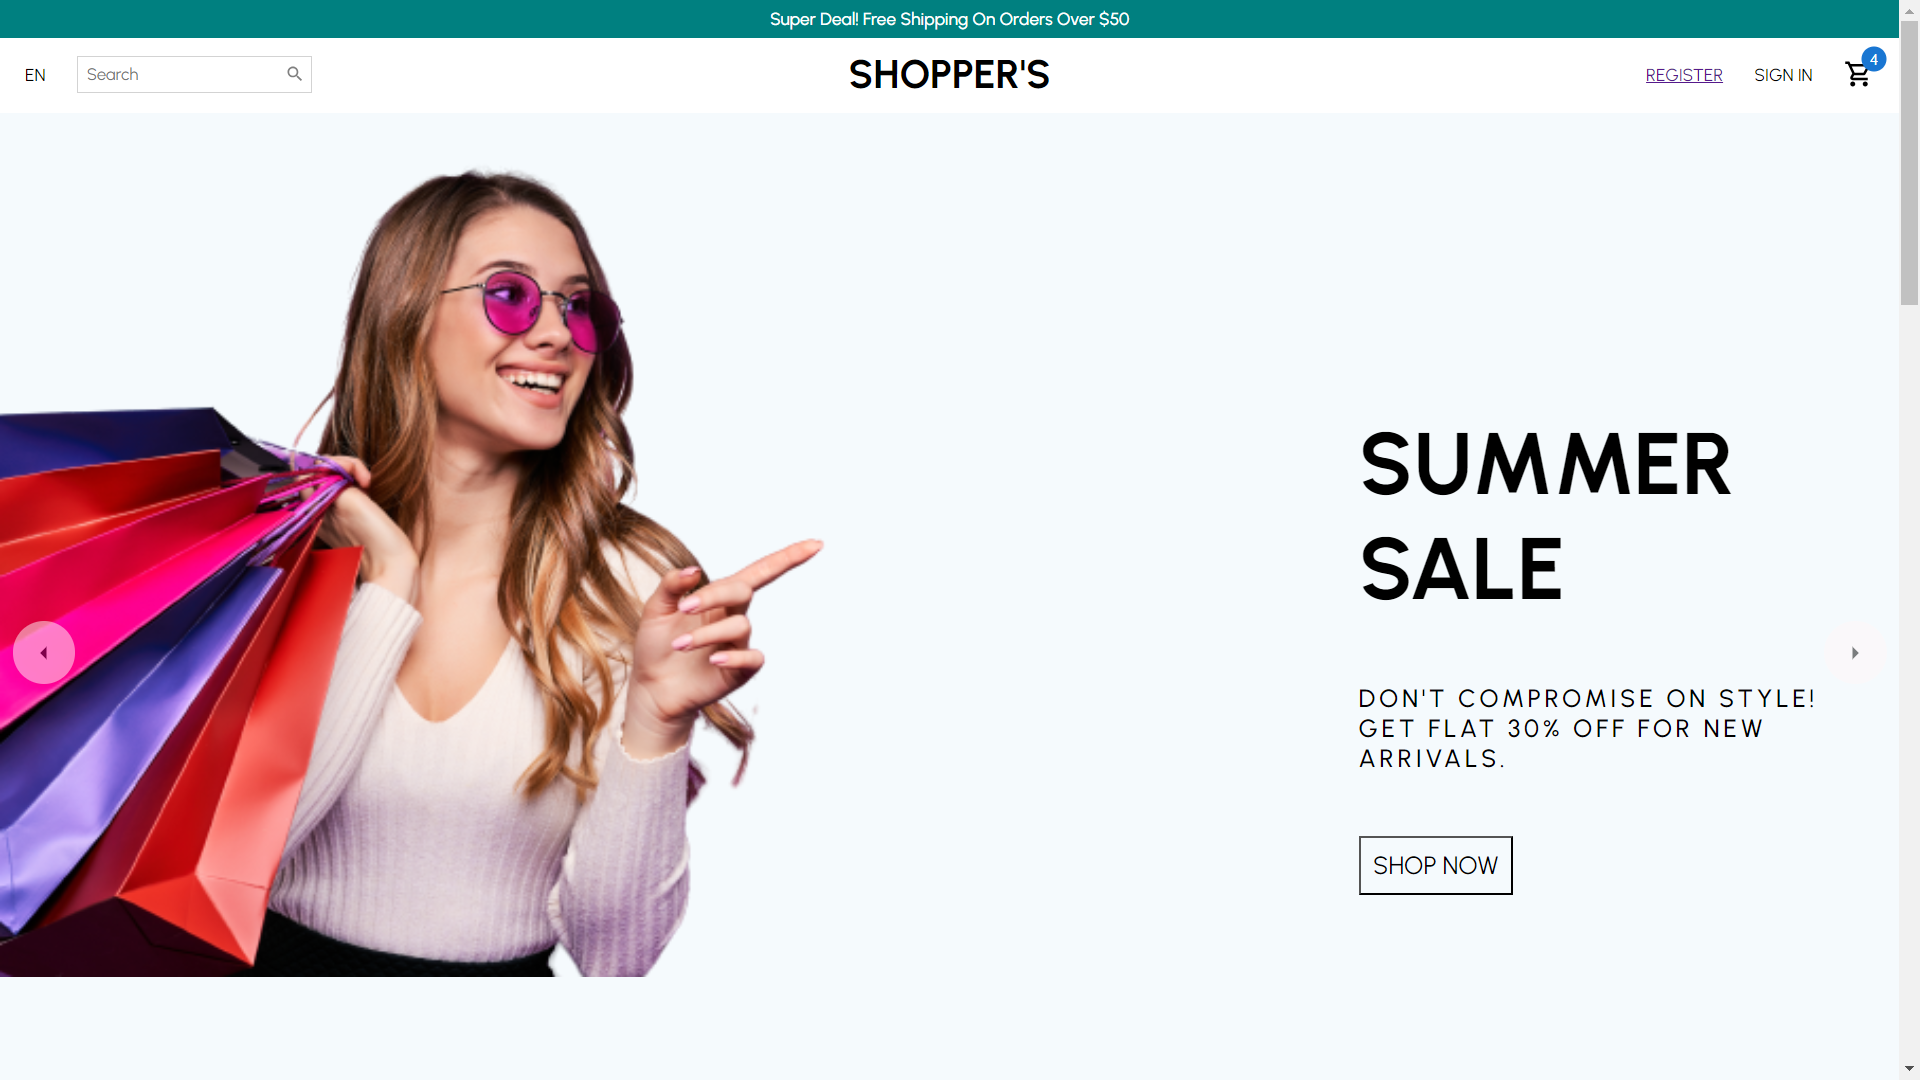 Super Deal! Free Shipping On Orders Over $50
EN
Search
SHOPPER'S
REGISTER
SIGN IN
4
SUMMER
SALE
DON'T COMPROMISE ON STYLE!
GET FLAT 30% OFF FOR NEW
ARRIVALS.
SHOP NOW